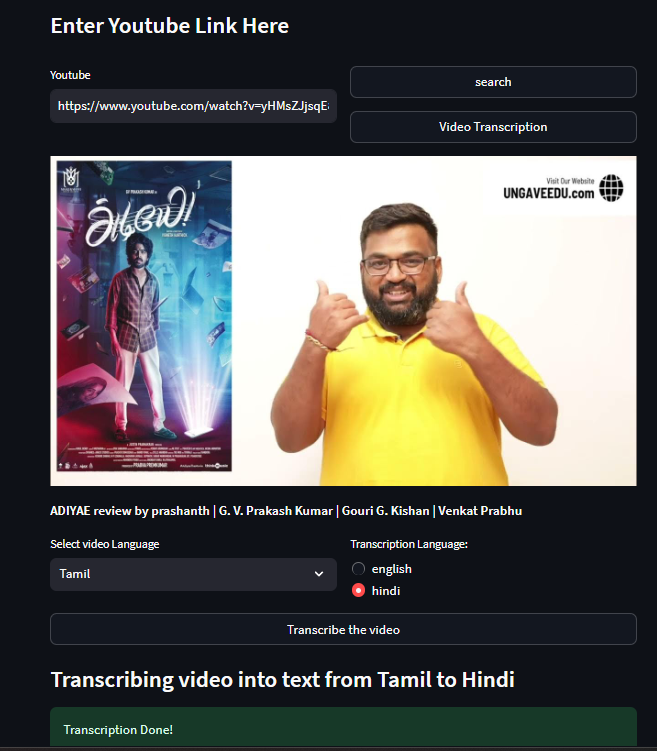 Enter Youtube Link Here
Youtube
https://www.youtube.com/watch?v=yHMsZJjsqE
search
Video Transcription
அடியே!
Visit Our Website
UNGAVEEDU.com
ADIYAE review by prashanth | G. V. Prakash Kumar | Gouri G. Kishan | Venkat Prabhu
Select video Language
Tamil
Transcription Language:
english
hindi
Transcribe the video
Transcribing video into text from Tamil to Hindi
Transcription Done!